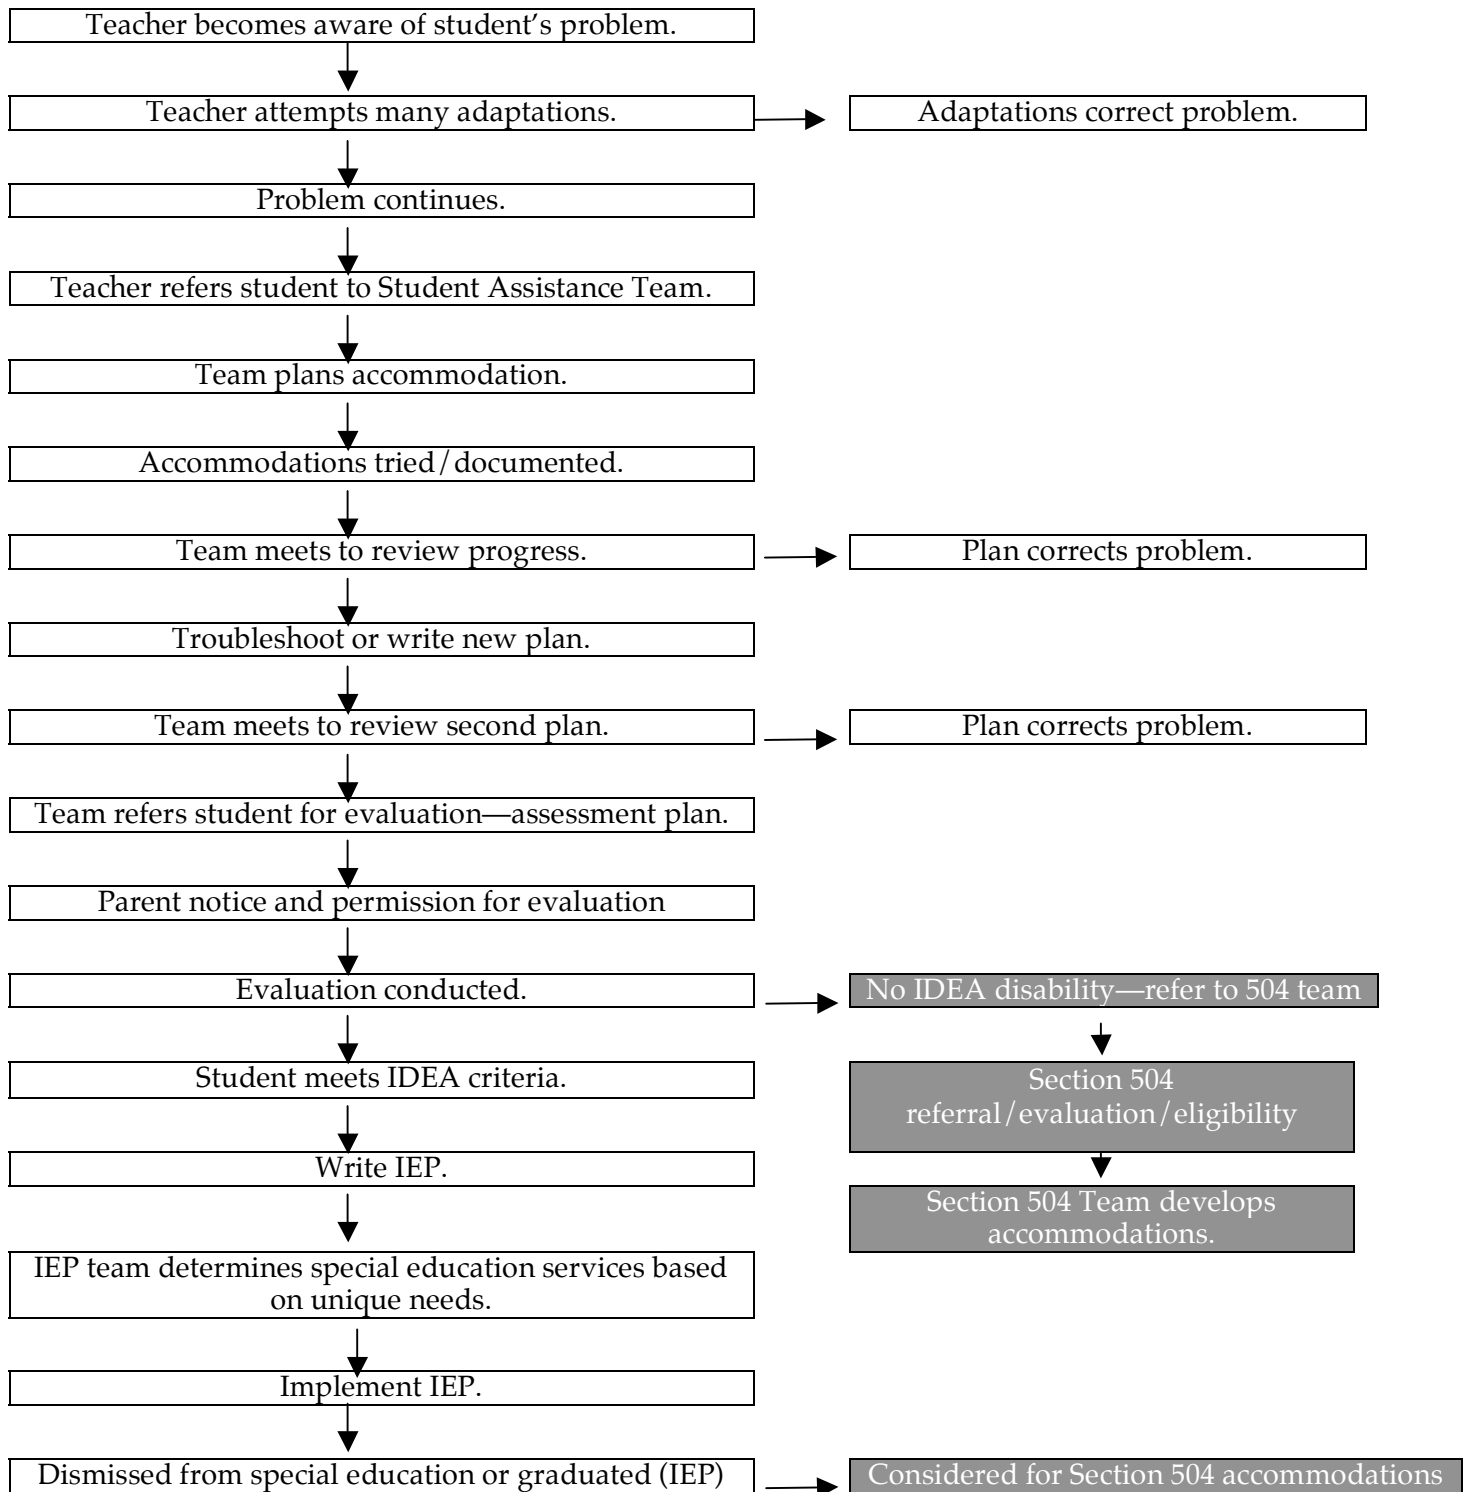 Teacher becomes aware of student’s problem.
Teacher attempts many adaptations.
Adaptations correct problem.
Problem continues.
Teacher refers student to Student Assistance Team.
Team plans accommodation.
Accommodations tried/documented.
Team meets to review progress.
Plan corrects problem.
Troubleshoot or write new plan.
Team meets to review second plan.
Plan corrects problem.
Team refers student for evaluation—assessment plan.
Parent notice and permission for evaluation
Evaluation conducted.
No IDEA disability—refer to 504 team
Student meets IDEA criteria.
Section 504
referral/evaluation/eligibility
Write IEP.
Section 504 Team develops
accommodations.
IEP team determines special education services based
on unique needs.
Implement IEP.
Dismissed from special education or graduated (IEP)
Considered for Section 504 accommodations